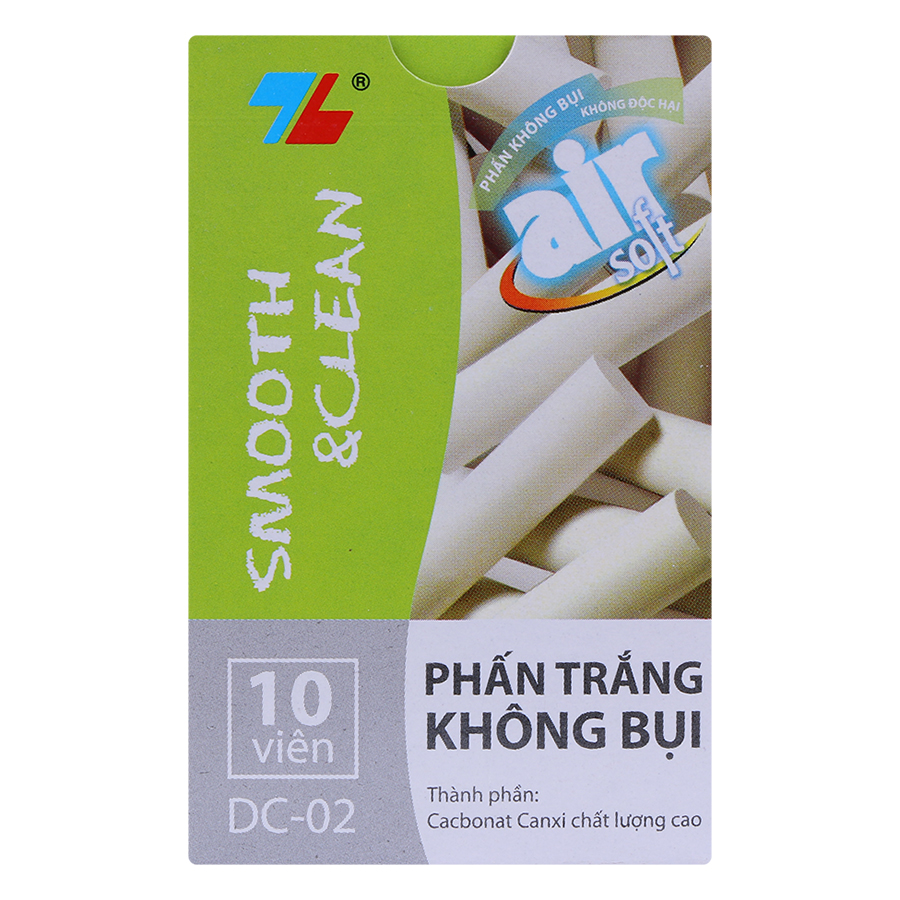 TL®
PHẤN KHÔNG BỤI
KHÔNG ĐỘC HẠI
air
soft
SMOOTH
&CLEAN
10
viên
DC-02
PHẤN TRẮNG
KHÔNG BỤI
Thành phần:
Cacbonat Canxi chất lượng cao